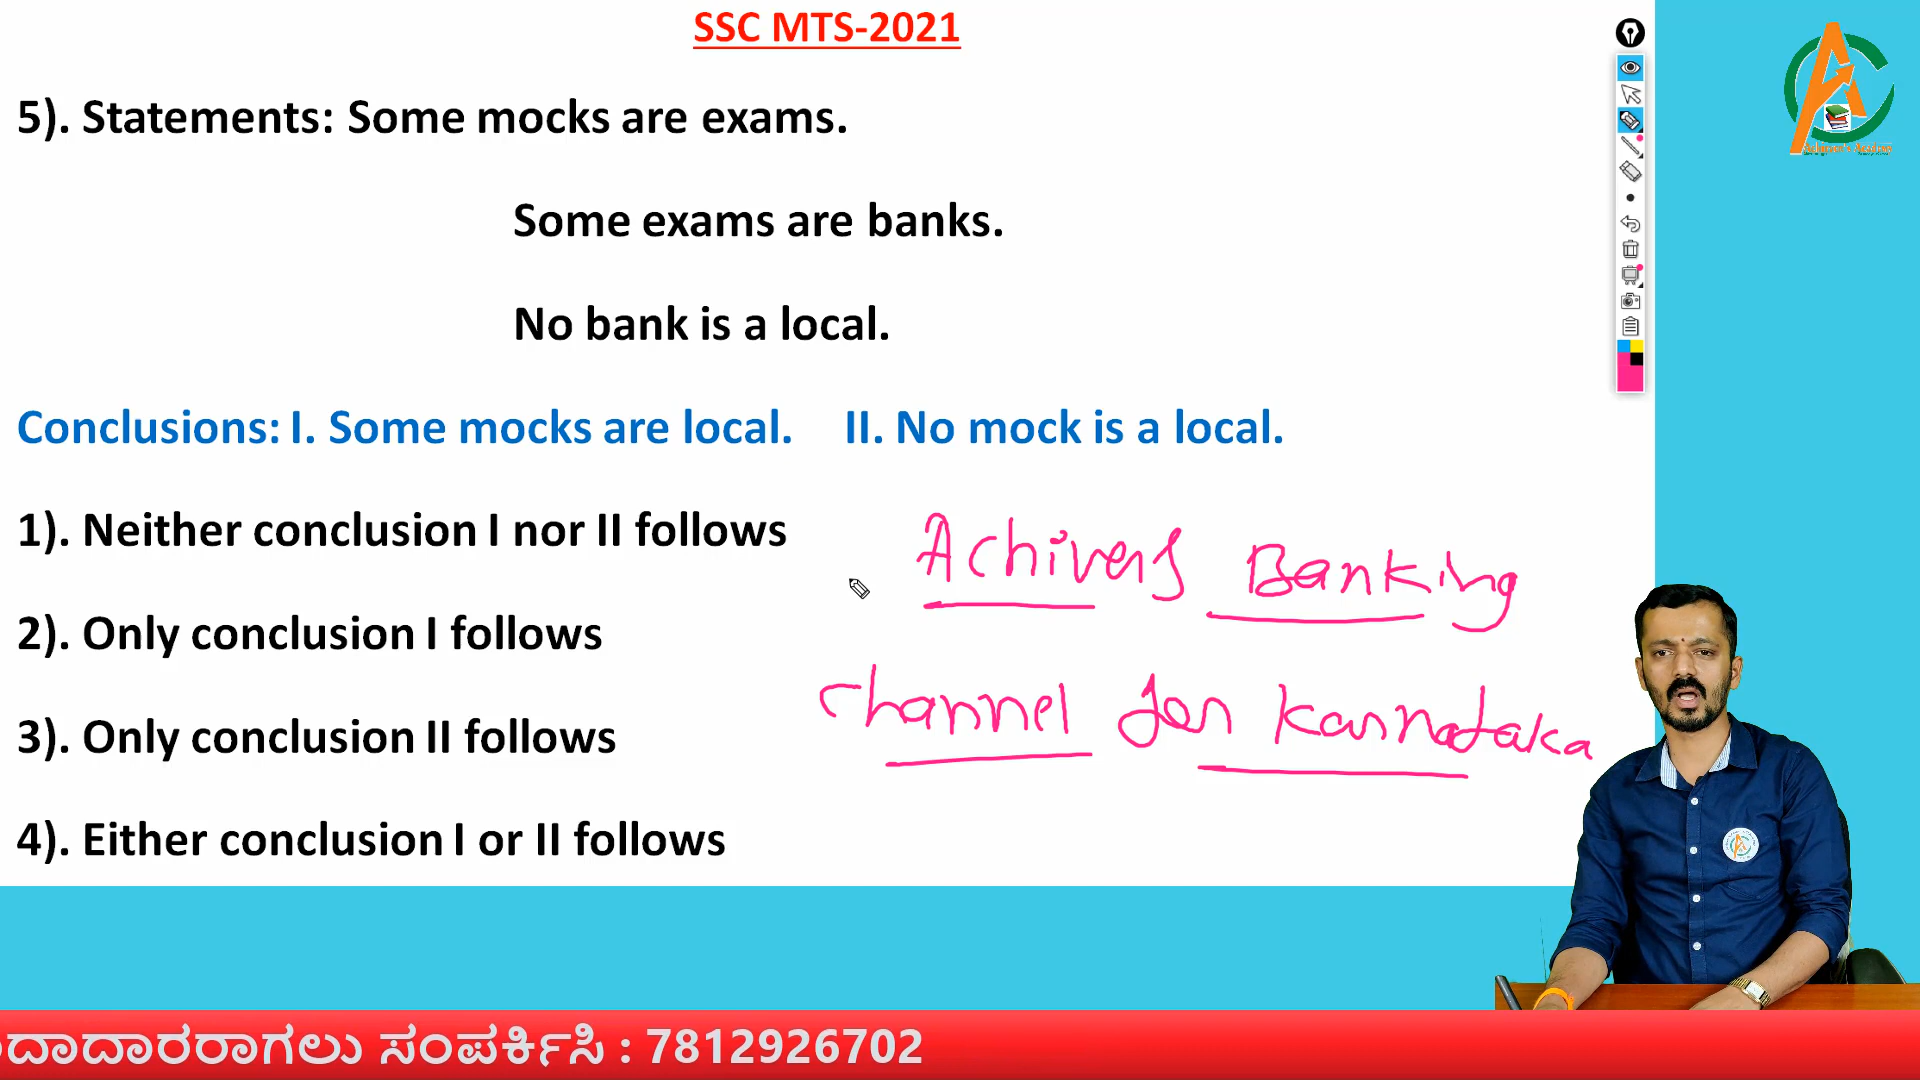 SSC MTS-2021
5). Statements: Some mocks are exams.
Some exams are banks.
No bank is a local.
Conclusions: I. Some mocks are local. II. No mock is a local.
1). Neither conclusion I nor II follows
2). Only conclusion I follows
3). Only conclusion II follows
4). Either conclusion I or II follows
Achivers Banking
channel for Karnataka
ದಾದಾರರಾಗಲು ಸಂಪರ್ಕಿಸಿ : 7812926702